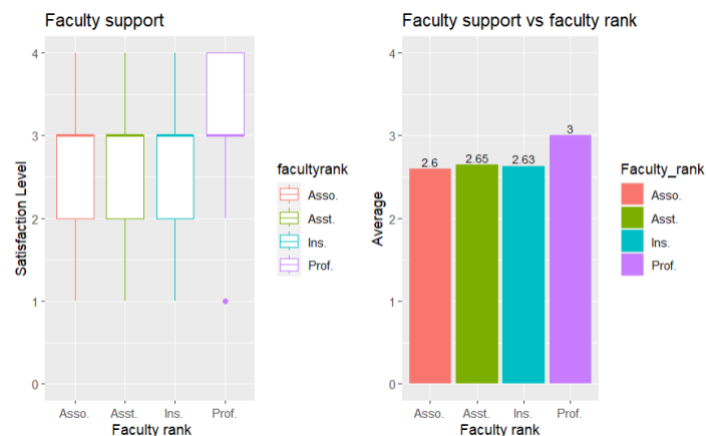 Faculty support
Satisfaction Level
4
3
2
1
0
Asso. Asst. Ins. Prof.
Faculty rank
factyrank
Asso.
Asst.
Ins.
Prof.
Faculty support vs faculty rank
Average
4
3
2
1
0
2.6 2.65 2.63 3
Asso. Asst. Ins. Prof.
Faculty rank
Faculty_rank
Asso.
Asst.
Ins.
Prof.